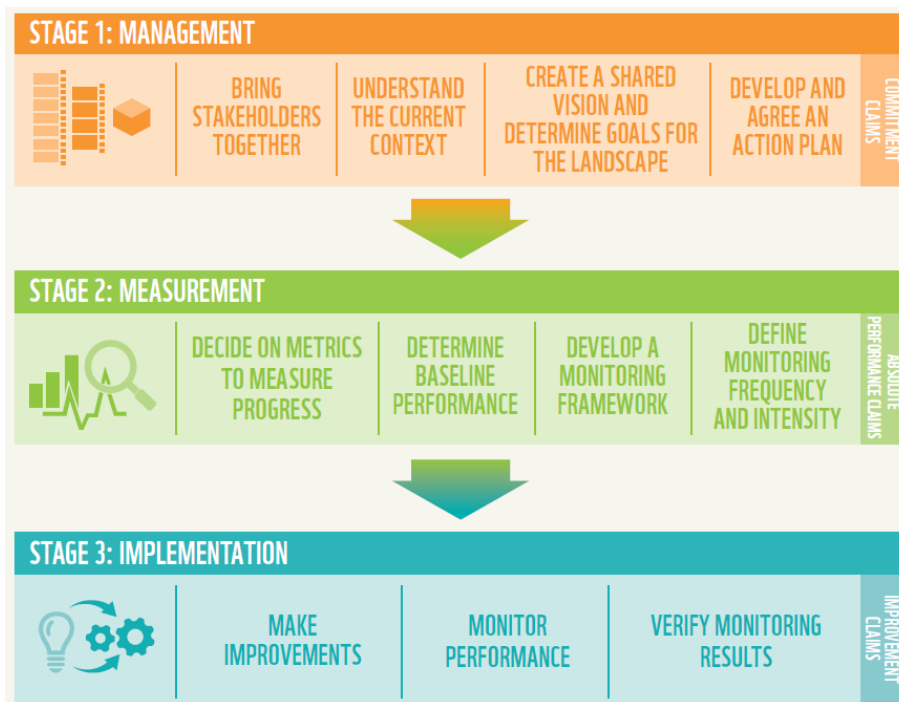 STAGE 1: MANAGEMENT
BRING
STAKEHOLDERS
TOGETHER
UNDERSTAND
THE CURRENT
CONTEXT
CREATE A SHARED
VISION AND
DETERMINE GOALS FOR
THE LANDSCAPE
DEVELOP AND
AGREE AN
ACTION PLAN
COMMITMENT
CLAIMS
STAGE 2: MEASUREMENT
DECIDE ON METRICS
TO MEASURE
PROGRESS
DETERMINE
BASELINE
PERFORMANCE
DEVELOP A
MONITORING
FRAMEWORK
DEFINE
MONITORING
FREQUENCY
AND INTENSITY
ABSOLUTE
PERFORMANCE CLAIMS
STAGE 3: IMPLEMENTATION
MAKE
IMPROVEMENTS
MONITOR
PERFORMANCE
VERIFY MONITORING
RESULTS
IMPROVEMENT
CLAIMS